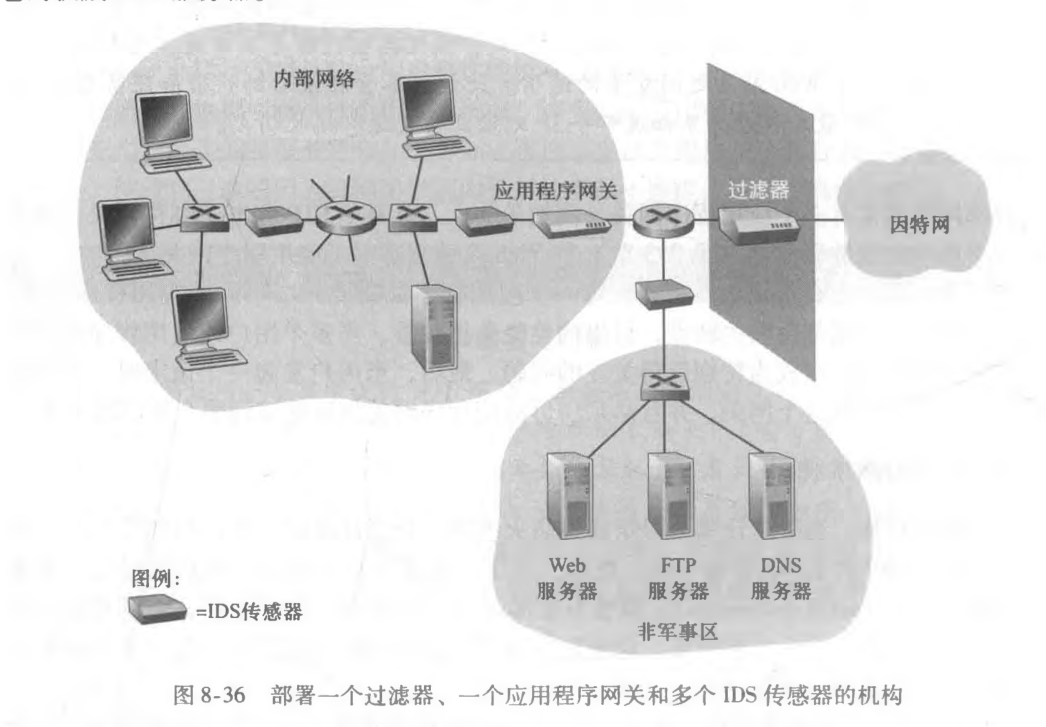 内部网络
应用程序网关
过滤器
因特网
Web
服务器
FTP
服务器
DNS
服务器
非军事区
图例:
=IDS传感器
图 8-36 部署一个过滤器、一个应用程序网关和多个 IDS 传感器的机构